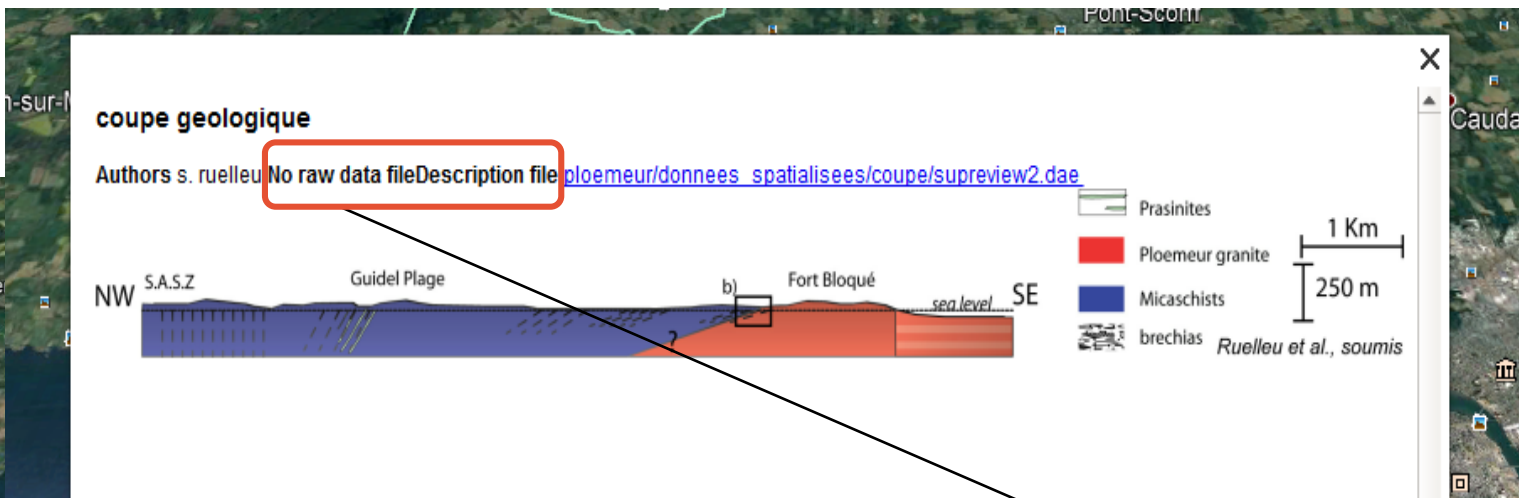 Pont-Scorff
n-sur-M
Cauda
coupe geologique
Authors s. ruelleu No raw data fileDescription file ploemeur/donnees_spatialisees/coupe/supreview2.dae
Prasinites
1 Km
Ploemeur granite
250 m
Micaschists
brechias
Ruelleu et al., soumis
NW
S.A.S.Z
Guidel Plage
b)
Fort Bloqué
sea level
SE
?